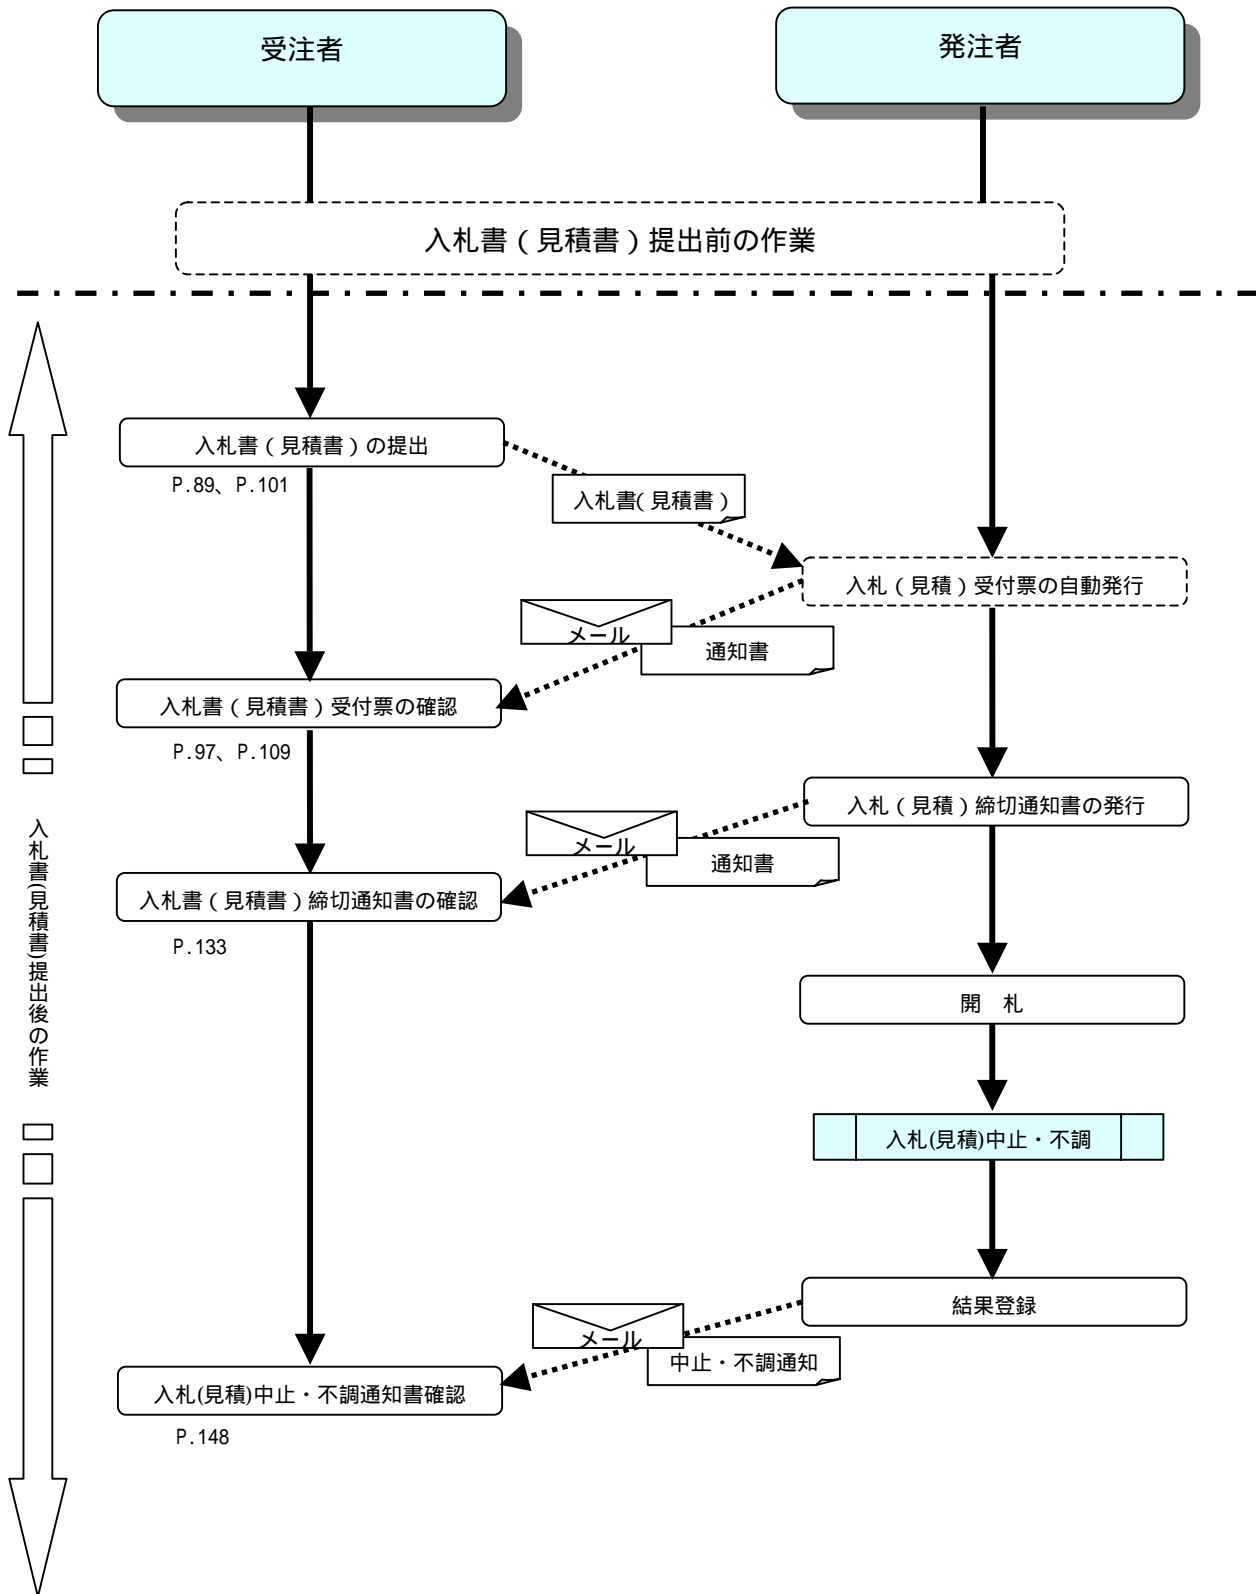 受注者
発注者
入札書（見積書）提出前の作業
入札書（見積書）の提出
P.89、P.101
入札書(見積書)
入札（見積）受付票の自動発行
メール
通知書
入札書（見積書）受付票の確認
P.97、P.109
入札（見積）締切通知書の発行
メール
通知書
入札書（見積書）締切通知書の確認
P.133
入札書(見積書)提出後の作業
開　札
入札(見積)中止・不調
結果登録
メール
中止・不調通知
入札(見積)中止・不調通知書確認
P.148